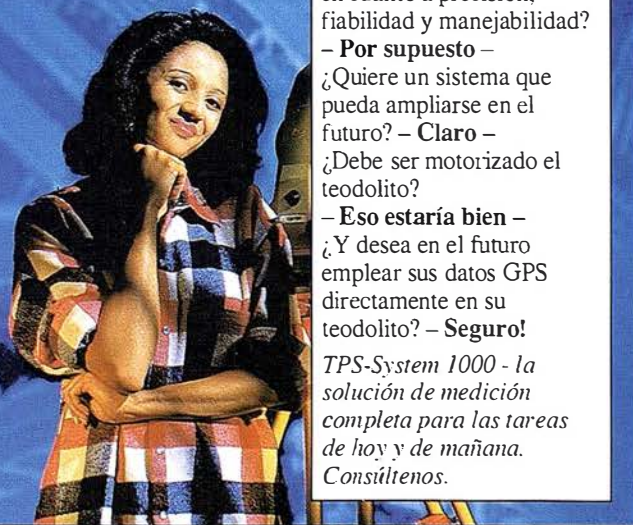 fiabilidad y manejabilidad?
– Por supuesto –
¿Quiere un sistema que
pueda ampliarse en el
futuro? – Claro –
¿Debe ser motorizado el
teodolito?
– Eso estaría bien –
¿Y desea en el futuro
emplear sus datos GPS
directamente en su
teodolito? – Seguro!
TPS-System 1000 - la
solución de medición
completa para las tareas
de hoy y de mañana.
Consúltenos.